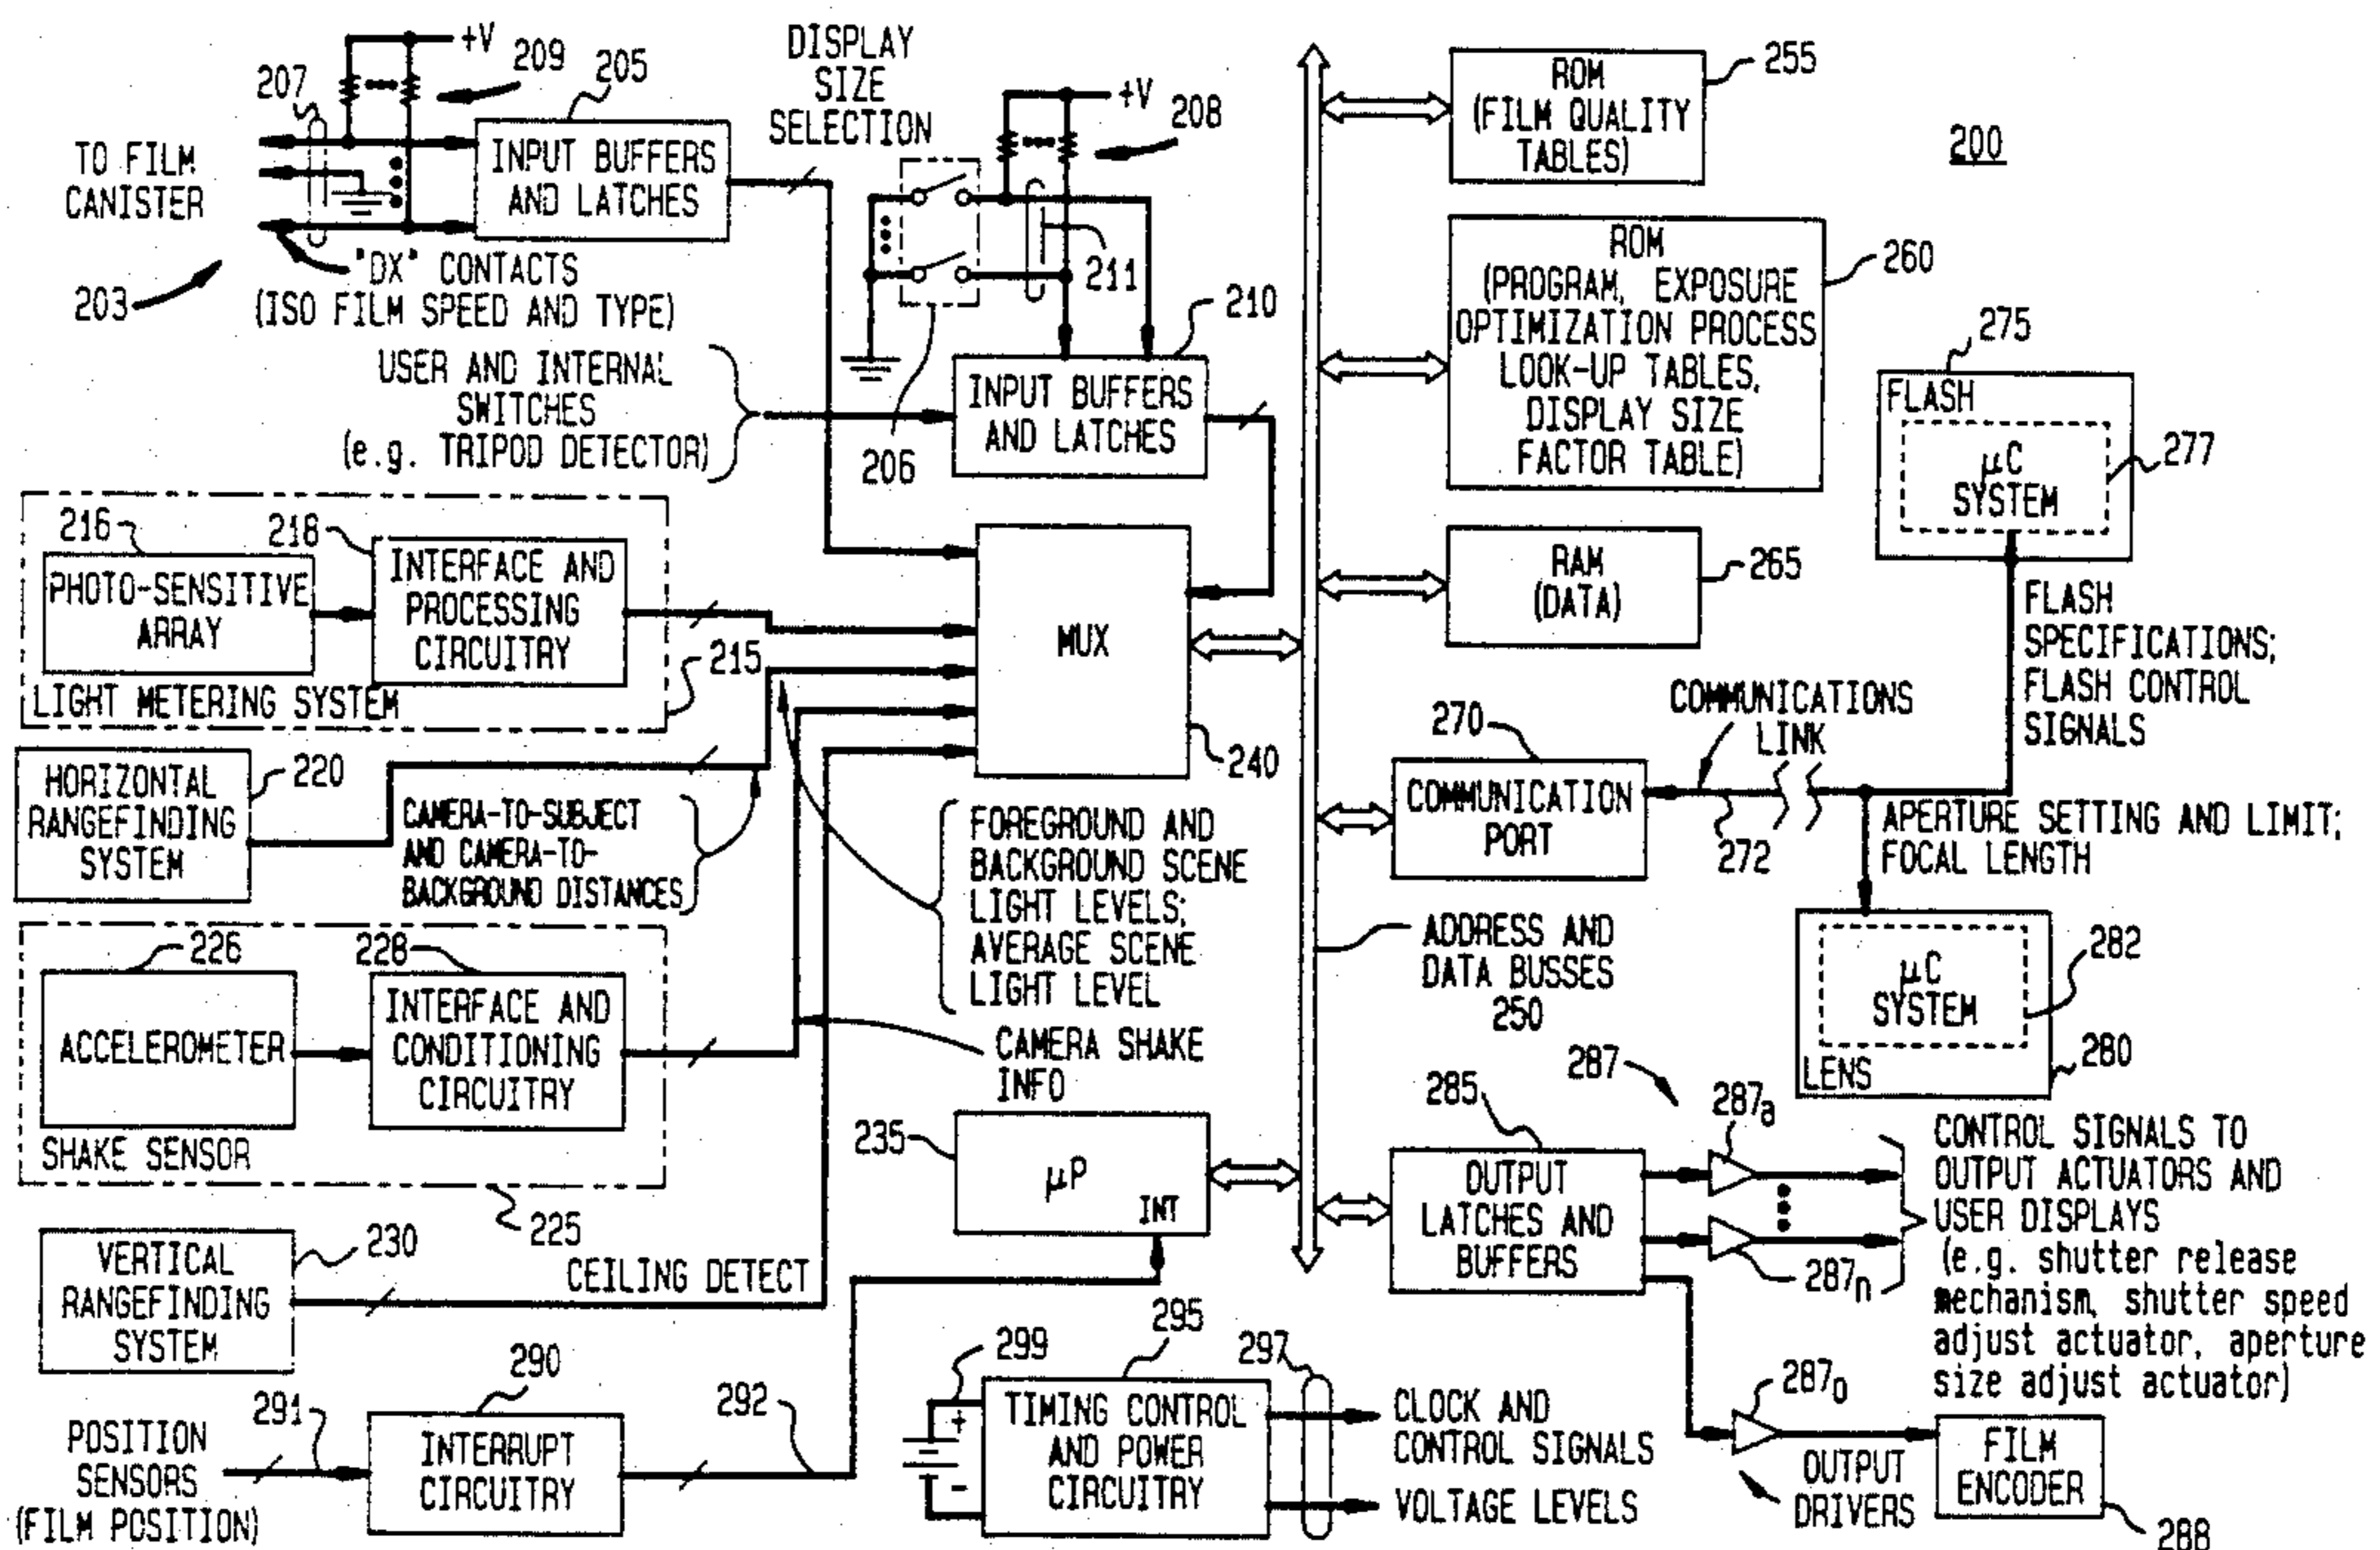 +V
207
209
205
TO FILM
CANISTER
INPUT BUFFERS
AND LATCHES
203
"DX" CONTACTS
(ISO FILM SPEED AND TYPE)
DISPLAY
SIZE
SELECTION
+V
208
211
206
210
USER AND INTERNAL
SWITCHES
(e.g. TRIPOD DETECTOR)
INPUT BUFFERS
AND LATCHES
ROM
(FILM QUALITY
TABLES)
255
200
ROM
(PROGRAM, EXPOSURE
OPTIMIZATION PROCESS
LOOK-UP TABLES,
DISPLAY SIZE
FACTOR TABLE)
260
275
FLASH
μC
SYSTEM
277
216
218
PHOTO-SENSITIVE
ARRAY
INTERFACE AND
PROCESSING
CIRCUITRY
LIGHT METERING SYSTEM
215
MUX
240
RAM
(DATA)
265
FLASH
SPECIFICATIONS;
FLASH CONTROL
SIGNALS
HORIZONTAL
RANGEFINDING
SYSTEM
220
CAMERA-TO-SUBJECT
AND CAMERA-TO-
BACKGROUND DISTANCES
FOREGROUND AND
BACKGROUND SCENE
LIGHT LEVELS;
AVERAGE SCENE
LIGHT LEVEL
270
COMMUNICATION
PORT
COMMUNICATIONS
LINK
272
APERTURE SETTING AND LIMIT;
FOCAL LENGTH
226
228
ACCELEROMETER
INTERFACE AND
CONDITIONING
CIRCUITRY
SHAKE SENSOR
225
CAMERA SHAKE
INFO
ADDRESS AND
DATA BUSSES
250
μC
SYSTEM
282
LENS
280
235
μP
INT
285
OUTPUT
LATCHES AND
BUFFERS
287
287a
287n
CONTROL SIGNALS TO
OUTPUT ACTUATORS AND
USER DISPLAYS
(e.g. shutter release
mechanism, shutter speed
adjust actuator, aperture
size adjust actuator)
VERTICAL
RANGEFINDING
SYSTEM
230
CEILING DETECT
POSITION
SENSORS
(FILM POSITION)
291
290
INTERRUPT
CIRCUITRY
292
299
+
-
295
TIMING CONTROL
AND POWER
CIRCUITRY
297
CLOCK AND
CONTROL SIGNALS
VOLTAGE LEVELS
287o
OUTPUT
DRIVERS
FILM
ENCODER
288